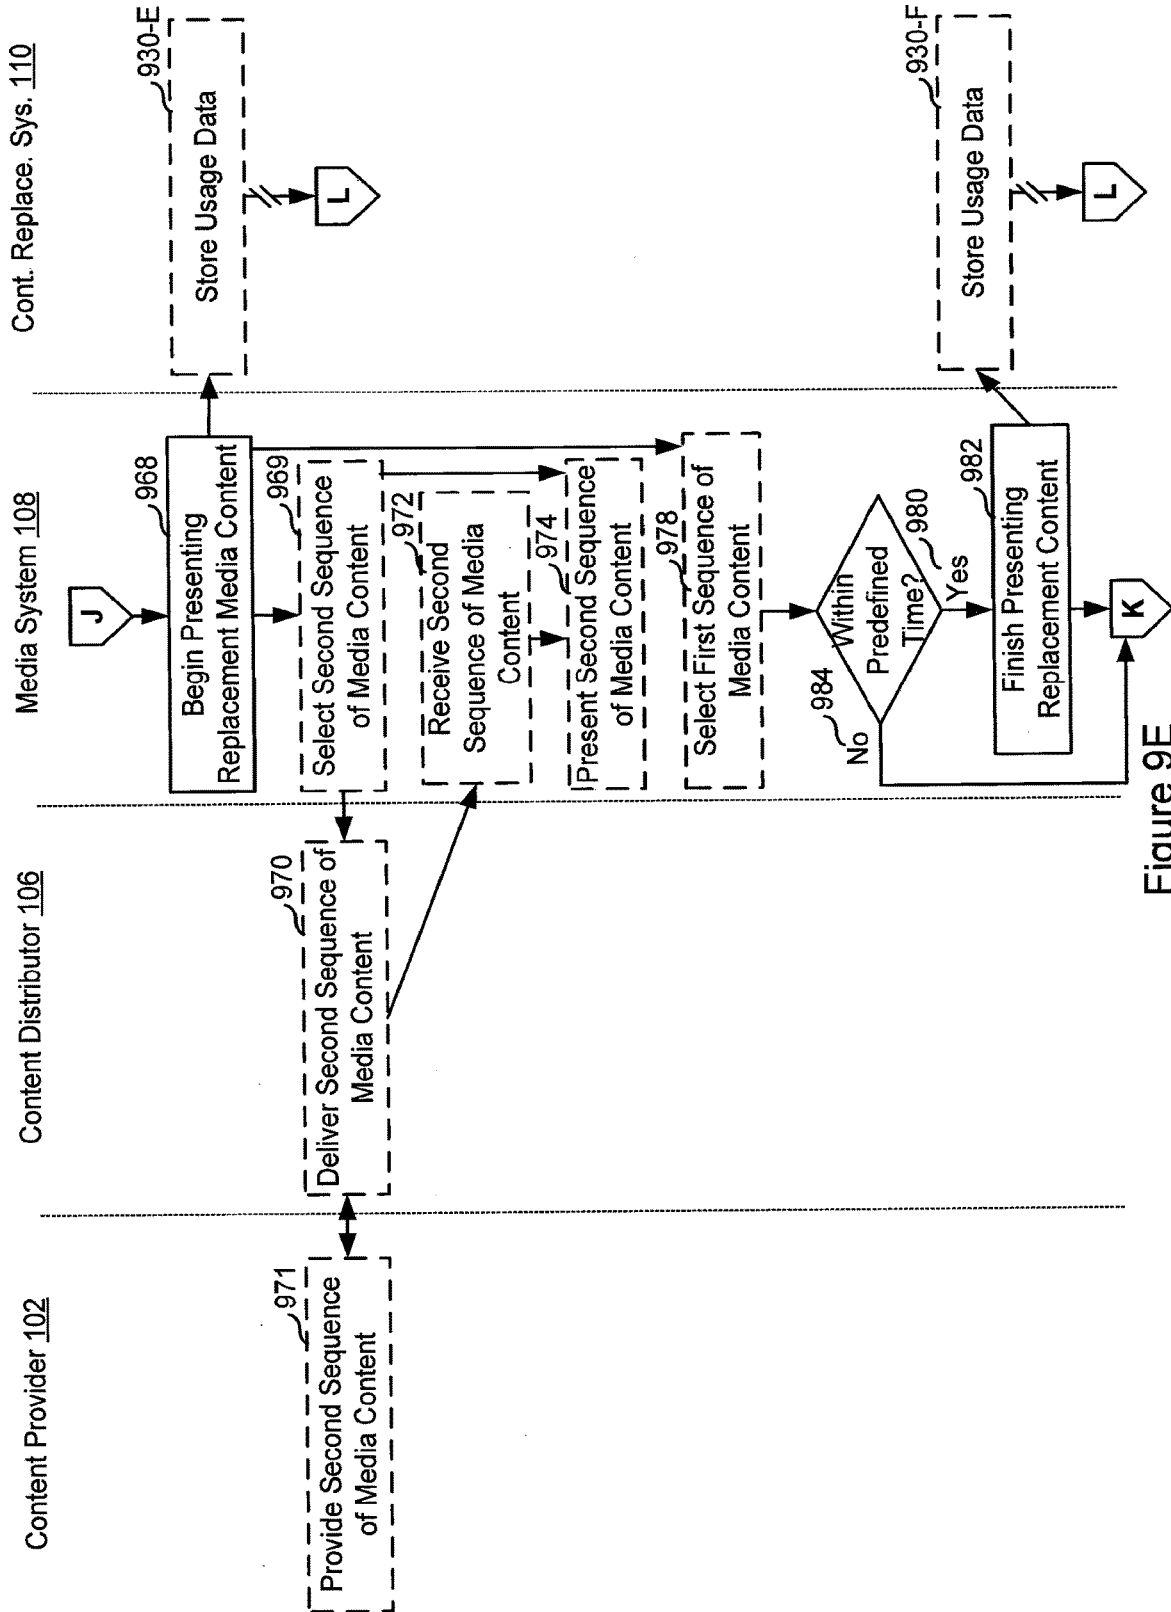 Content Provider 102
Content Distributor 106
Media System 108
Cont. Replace. Sys. 110
J
968
Begin Presenting
Replacement Media Content
930-E
Store Usage Data
L
971
Provide Second Sequence
of Media Content
970
Deliver Second Sequence of
Media Content
969
Select Second Sequence
of Media Content
972
Receive Second
Sequence of Media
Content
974
Present Second Sequence
of Media Content
978
Select First Sequence of
Media Content
Within
Predefined
Time?
984
No
980
Yes
982
Finish Presenting
Replacement Content
930-F
Store Usage Data
L
K
Figure 9E